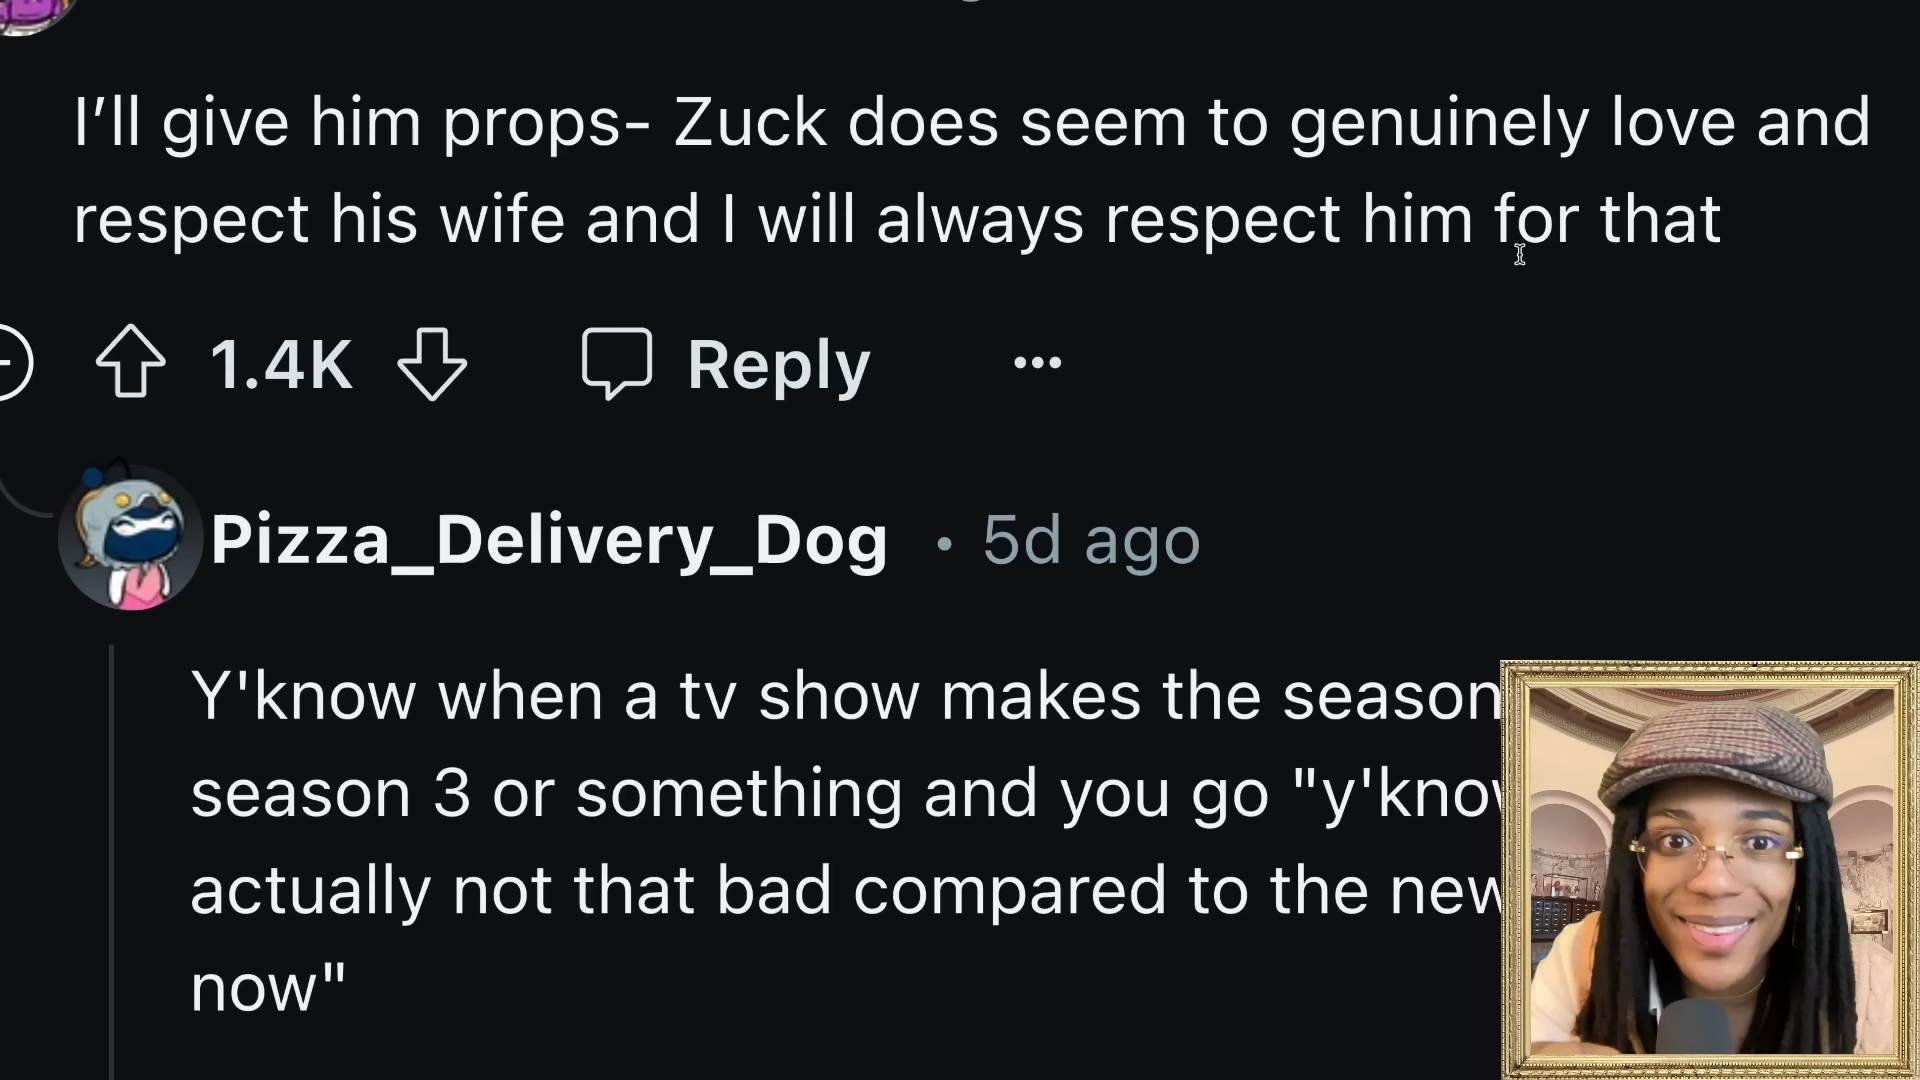 I’ll give him props- Zuck does seem to genuinely love and
respect his wife and I will always respect him for that
1.4K Reply
Pizza_Delivery_Dog • 5d ago
Y'know when a tv show makes the season
season 3 or something and you go "y'know
actually not that bad compared to the new
now"